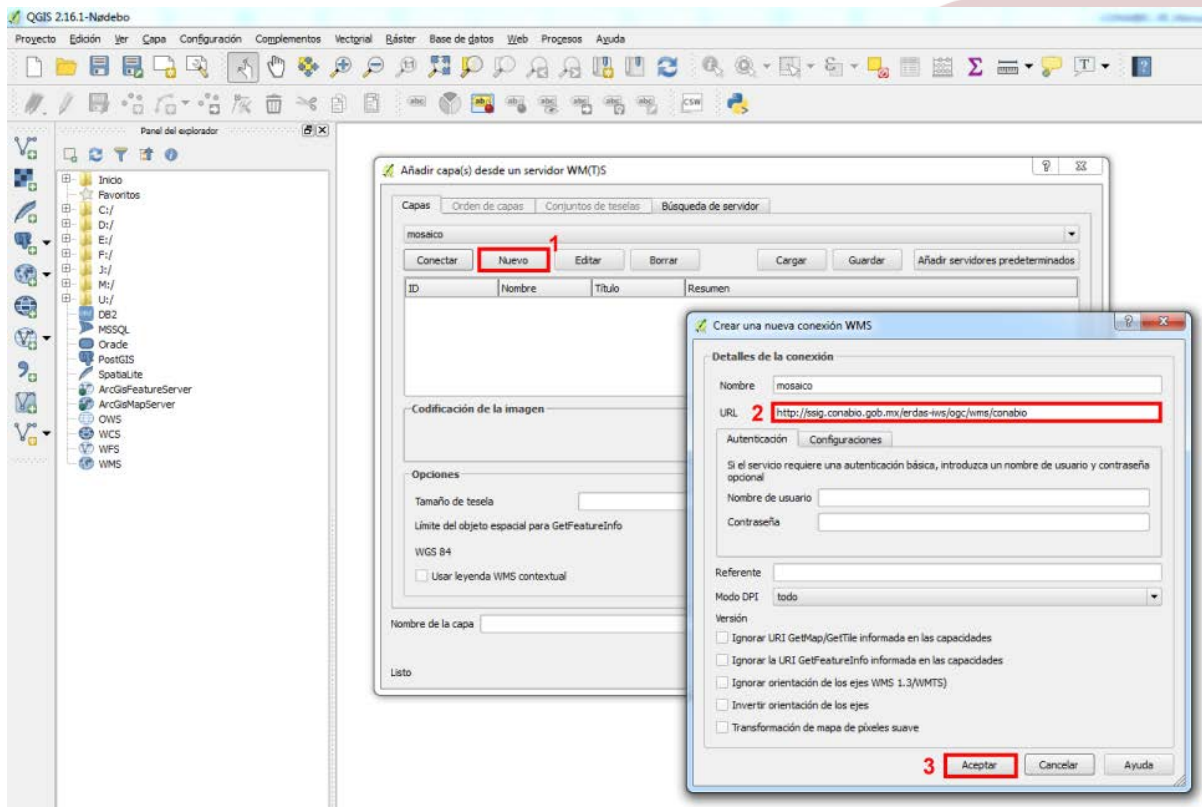 QGIS 2.16.1-Nødebo
Proyecto Edición Ver Capa Configuración Complementos Vectorial Ráster Base de datos Web Procesos Ayuda
abc abc abc abc abc abc abc CSW
Panel del explorador
Inicio
Favoritos
C:/
D:/
E:/
F:/
J:/
M:/
U:/
DB2
MSSQL
Oracle
PostGIS
SpatiaLite
ArcGisFeatureServer
ArcGisMapServer
OWS
WCS
WFS
WMS
Añadir capa(s) desde un servidor WM(T)S
Capas Orden de capas Conjuntos de teselas Búsqueda de servidor
mosaico
1
Conectar Nuevo Editar Borrar Cargar Guardar Añadir servidores predeterminados
ID Nombre Título Resumen
Codificación de la imagen
Opciones
Tamaño de tesela
Límite del objeto espacial para GetFeatureInfo
WGS 84
Usar leyenda WMS contextual
Nombre de la capa
Listo
Crear una nueva conexión WMS
Detalles de la conexión
Nombre mosaico
URL 2 http://ssig.conabio.gob.mx/erdas-iws/ogc/wms/conabio
Autenticación Configuraciones
Si el servicio requiere una autenticación básica, introduzca un nombre de usuario y contraseña
opcional
Nombre de usuario
Contraseña
Referente
Modo DPI todo
Versión
Ignorar URI GetMap/GetTile informada en las capacidades
Ignorar la URI GetFeatureInfo informada en las capacidades
Ignorar orientación de los ejes WMS 1.3/WMTS)
Invertir orientación de los ejes
Transformación de mapa de píxeles suave
3 Aceptar Cancelar Ayuda